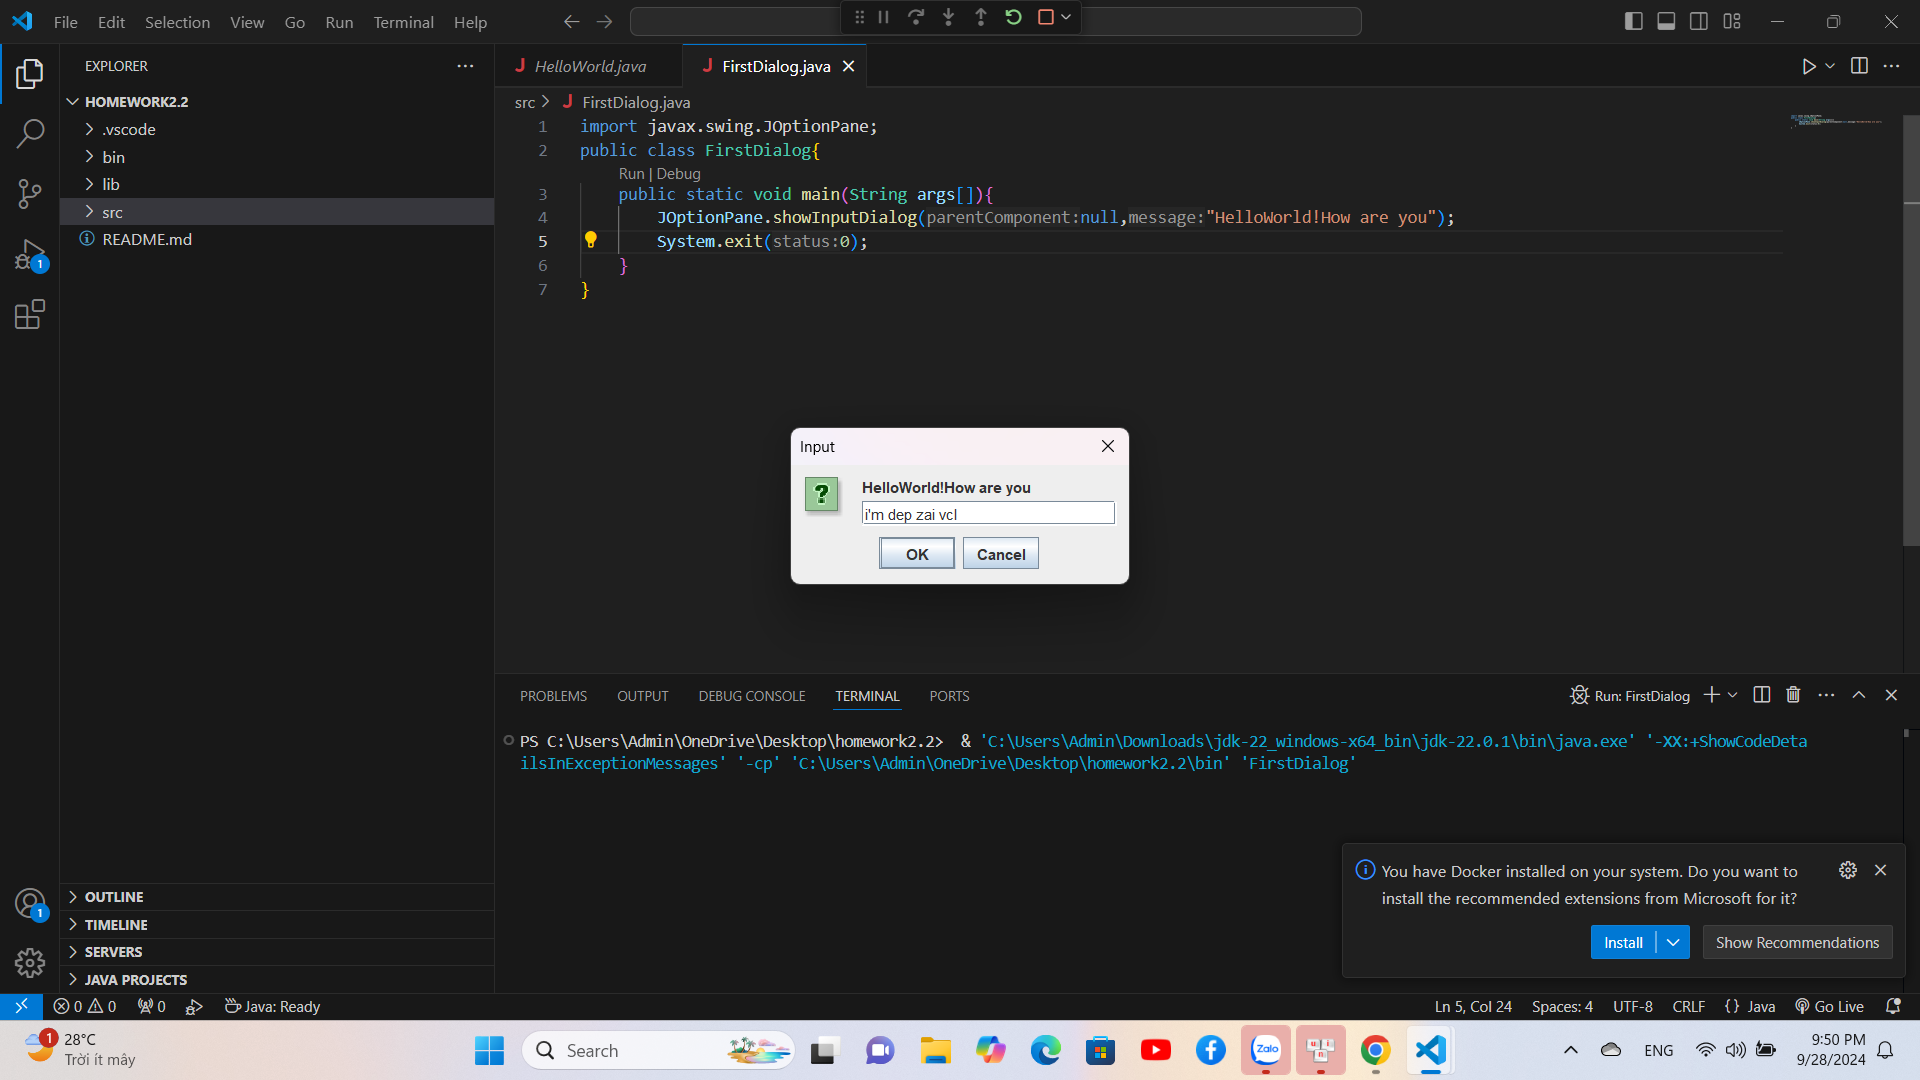 File Edit Selection View Go Run Terminal Help
EXPLORER
HOMEWORK2.2
.vscode
bin
lib
src
README.md
1
HelloWorld.java
FirstDialog.java
src > FirstDialog.java
1 import javax.swing.JOptionPane;
2 public class FirstDialog{
Run | Debug
3 public static void main(String args[]){
4 JOptionPane.showInputDialog(parentComponent:null,message:"HelloWorld!How are you");
5 System.exit(status:0);
6 }
7 }
Input
HelloWorld!How are you
i'm dep zai vcl
OK Cancel
PROBLEMS OUTPUT DEBUG CONSOLE TERMINAL PORTS
Run: FirstDialog
PS C:\Users\Admin\OneDrive\Desktop\homework2.2> & 'C:\Users\Admin\Downloads\jdk-22_windows-x64_bin\jdk-22.0.1\bin\java.exe' '-XX:+ShowCodeDeta
ilsInExceptionMessages' '-cp' 'C:\Users\Admin\OneDrive\Desktop\homework2.2\bin' 'FirstDialog'
You have Docker installed on your system. Do you want to
install the recommended extensions from Microsoft for it?
Install Show Recommendations
1
OUTLINE
TIMELINE
SERVERS
JAVA PROJECTS
0 0 0 Java: Ready
Ln 5, Col 24 Spaces: 4 UTF-8 CRLF {} Java Go Live
1 28°C
Trời ít mây
Search
Zalo
ENG
9:50 PM
9/28/2024